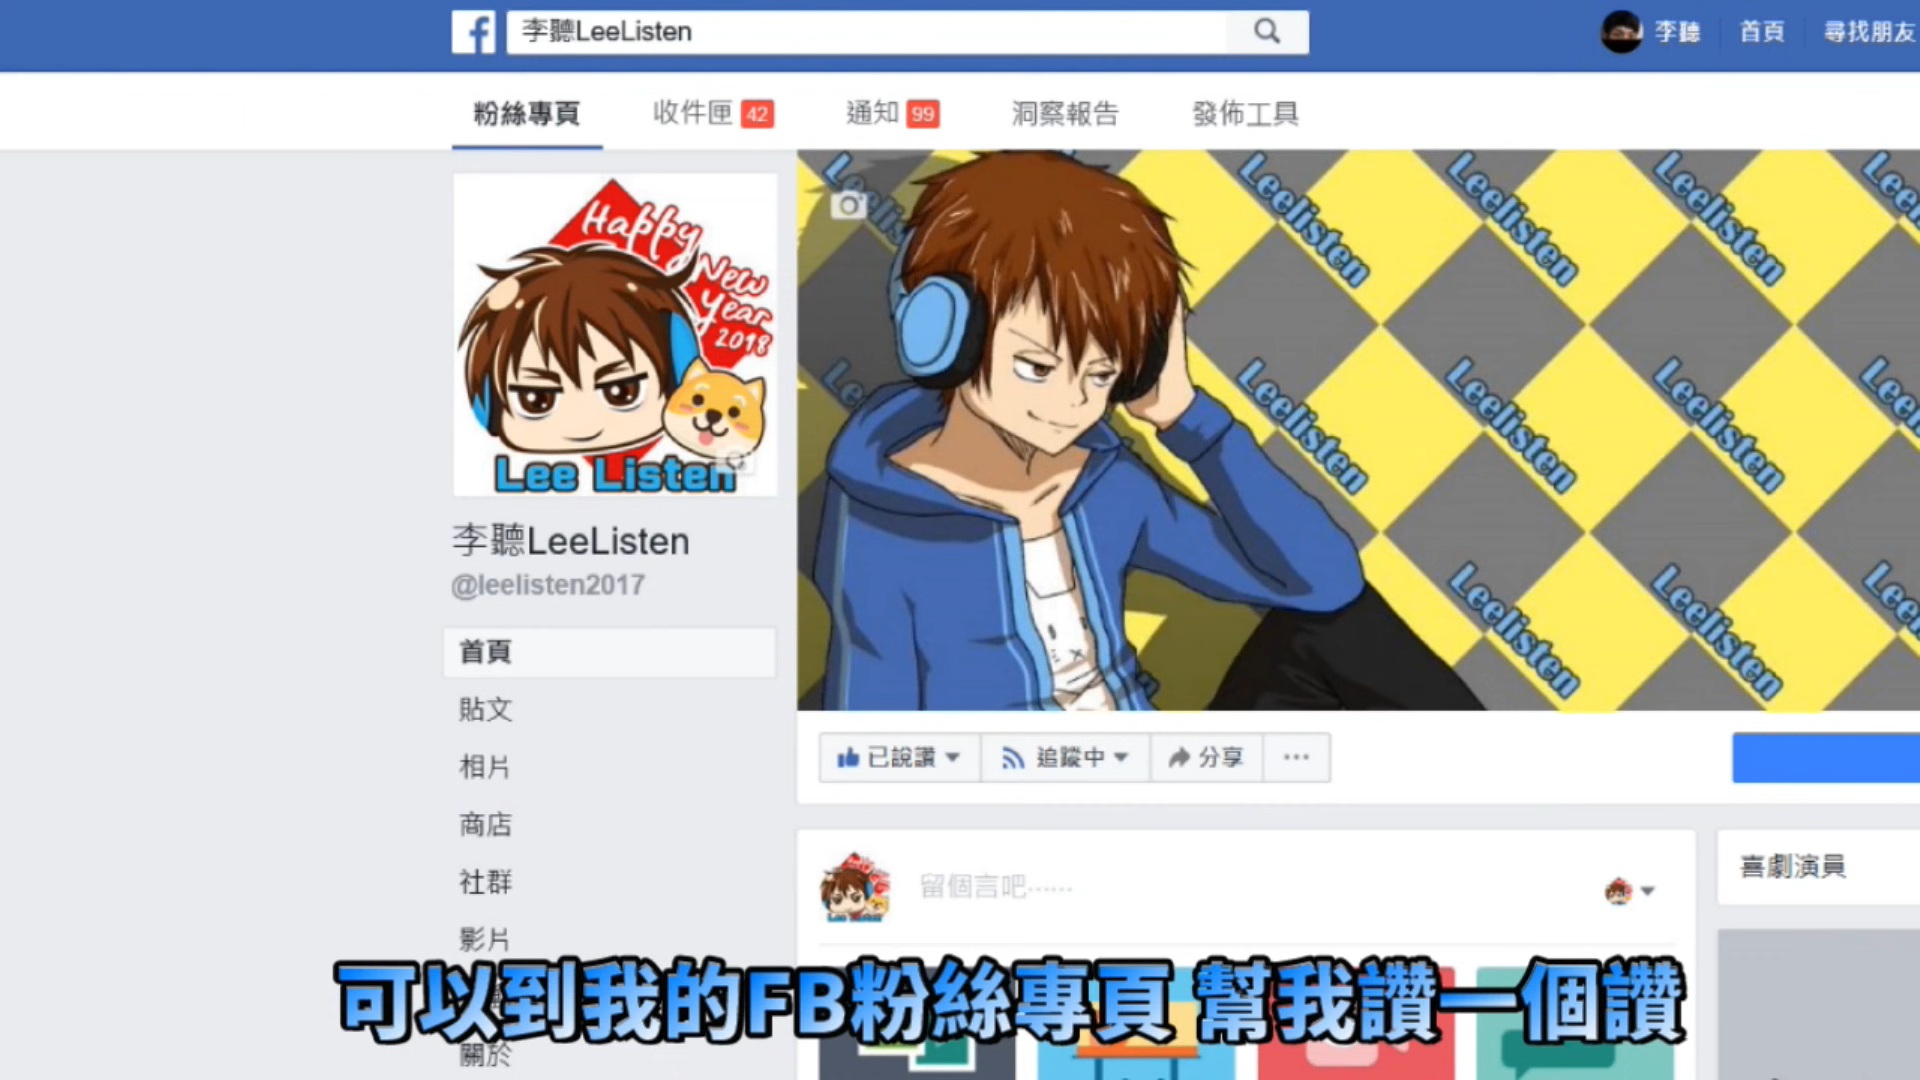 李聽LeeListen
李聽 首頁 尋找朋友
粉絲專頁 收件匣 42 通知 99 洞察報告 發佈工具
Happy
New
Year
2018
Lee Listen
李聽LeeListen
@leelisten2017
首頁
貼文
相片
商店
社群
影片
關於
Leelisten
Leelisten
Leelisten
Leelisten
Leelisten
Leelisten
Leelisten
Leelisten
已說讚 追蹤中 分享 ...
留個言吧......
喜劇演員
可以到我的FB粉絲專頁 幫我讚一個讚